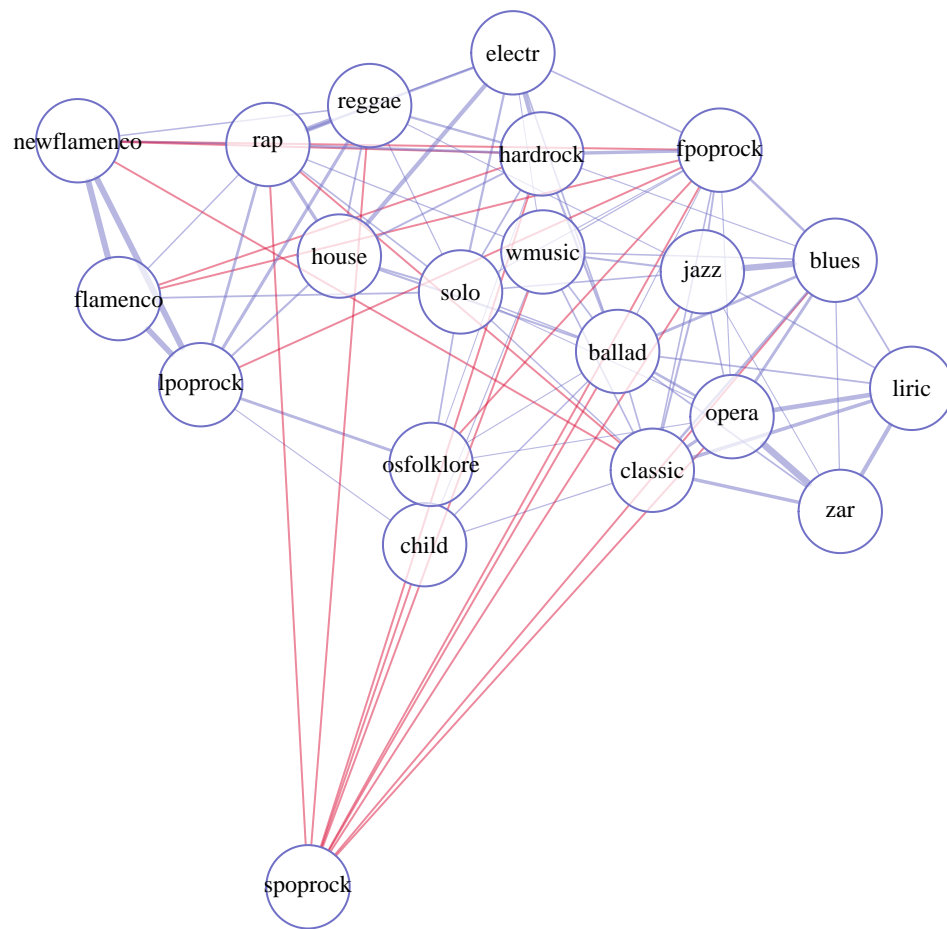 electr
reggae
newflamenco
rap
hardrock
fpoprock
house
wmusic
jazz
blues
flamenco
solo
lpoprock
ballad
liric
opera
osfolklore
classic
zar
child
spoprock